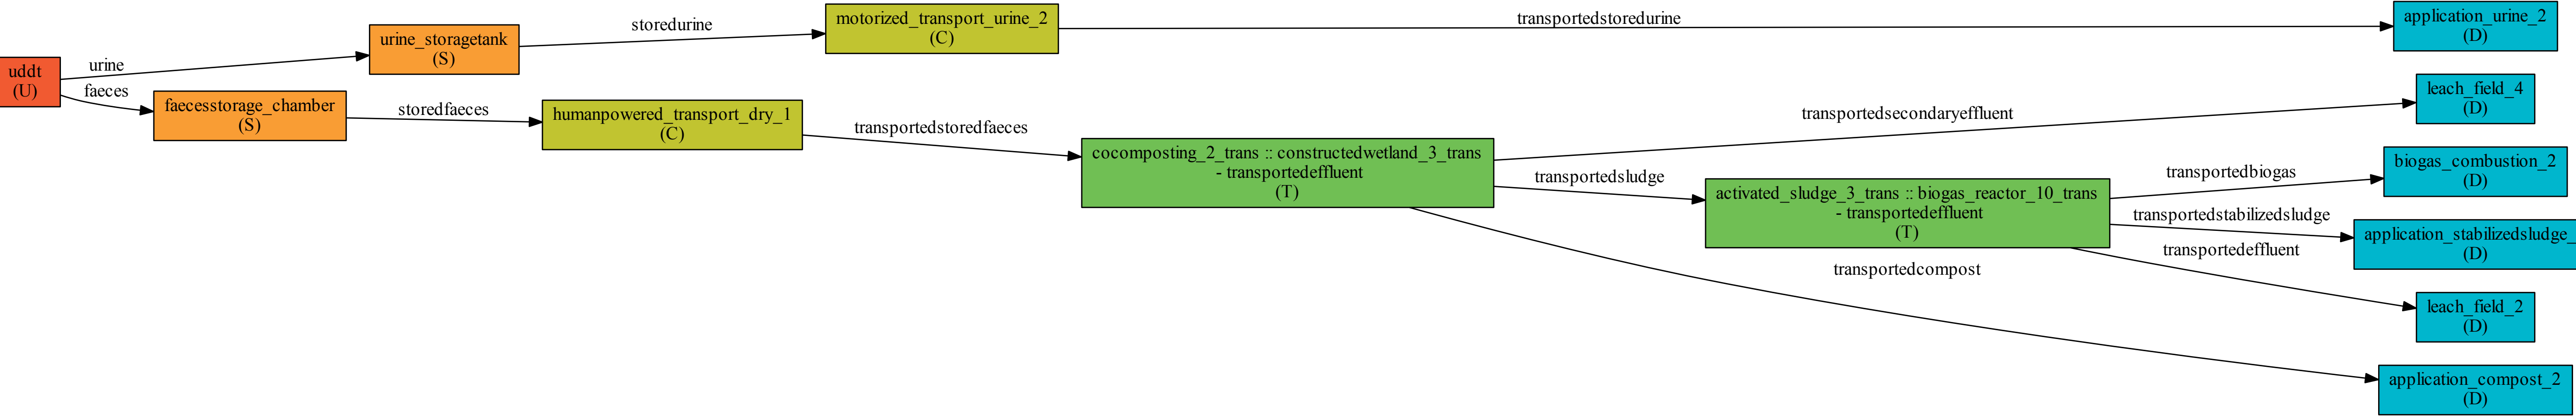 uddt
(U)
urine
faeces
urine_storagetank
(S)
faecesstorage_chamber
(S)
storedurine
storedfaeces
motorized_transport_urine_2
(C)
humanpowered_transport_dry_1
(C)
transportedstoredurine
transportedstoredfaeces
cocomposting_2_trans :: constructedwetland_3_trans
- transportedeffluent
(T)
transportedsecondaryeffluent
transportedsludge
transportedcompost
activated_sludge_3_trans :: biogas_reactor_10_trans
- transportedeffluent
(T)
transportedbiogas
transportedstabilizedsludge
transportedeffluent
application_urine_2
(D)
leach_field_4
(D)
biogas_combustion_2
(D)
application_stabilizedsludge_
(D)
leach_field_2
(D)
application_compost_2
(D)